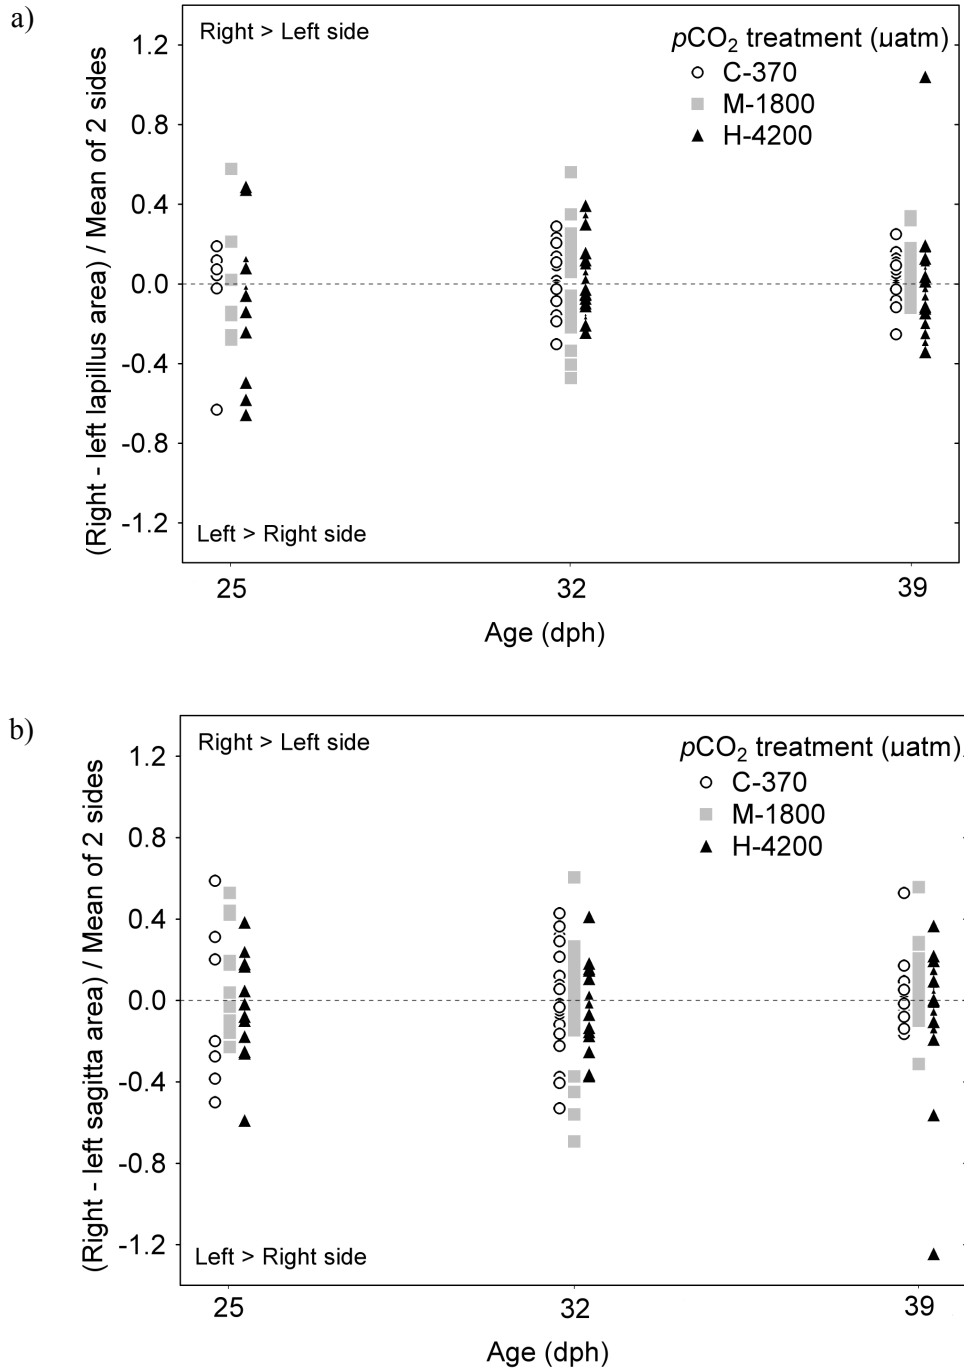 a)
Right > Left side
pCO₂ treatment (µatm)
C-370
M-1800
H-4200
(Right - left lapillus area) / Mean of 2 sides
1.2
0.8
0.4
0.0
-0.4
-0.8
-1.2
Left > Right side
25 32 39
Age (dph)
b)
Right > Left side
pCO₂ treatment (µatm)
C-370
M-1800
H-4200
(Right - left sagitta area) / Mean of 2 sides
1.2
0.8
0.4
0.0
-0.4
-0.8
-1.2
Left > Right side
25 32 39
Age (dph)